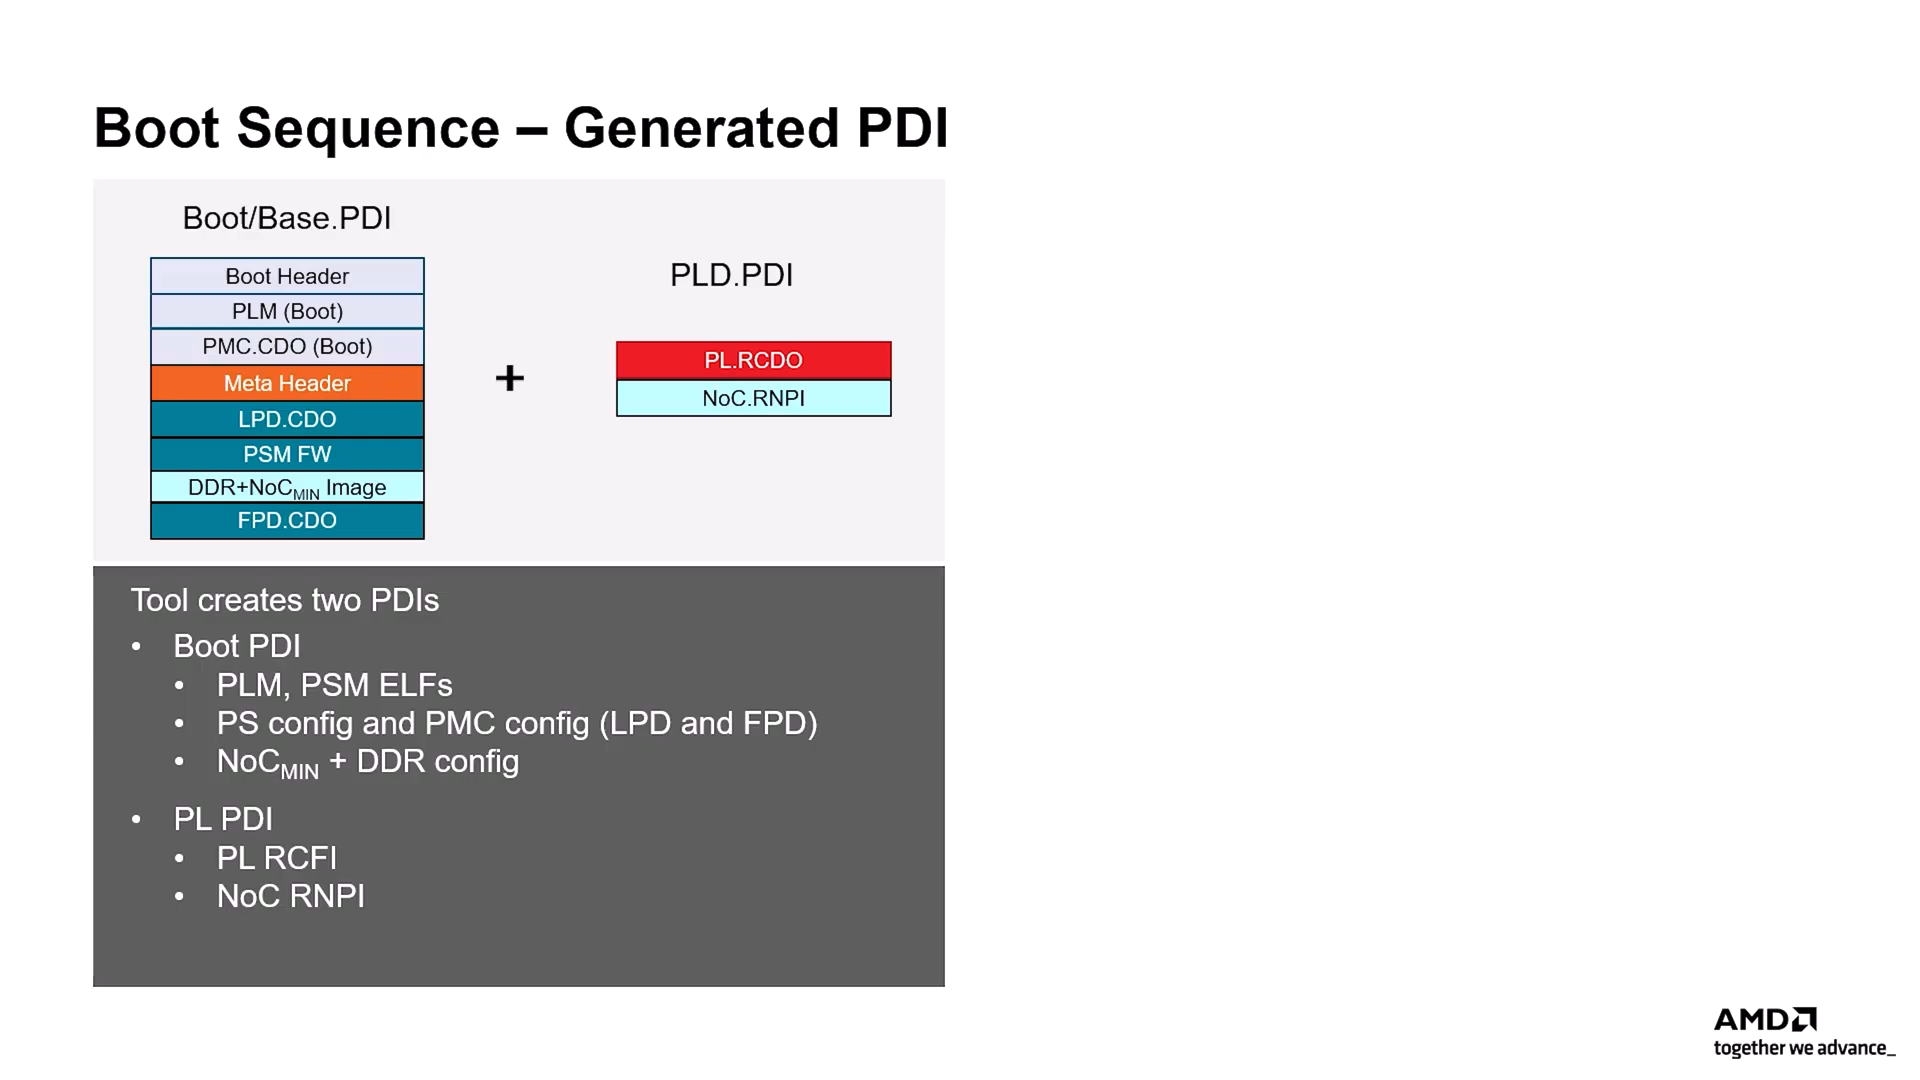 Boot Sequence – Generated PDI
Boot/Base.PDI
Boot Header
PLM (Boot)
PMC.CDO (Boot)
Meta Header
LPD.CDO
PSM FW
DDR+NoCMIN Image
FPD.CDO
+
PLD.PDI
PL.RCDO
NoC.RNPI
Tool creates two PDIs
• Boot PDI
• PLM, PSM ELFs
• PS config and PMC config (LPD and FPD)
• NoCMIN + DDR config
• PL PDI
• PL RCFI
• NoC RNPI
AMD
together we advance_